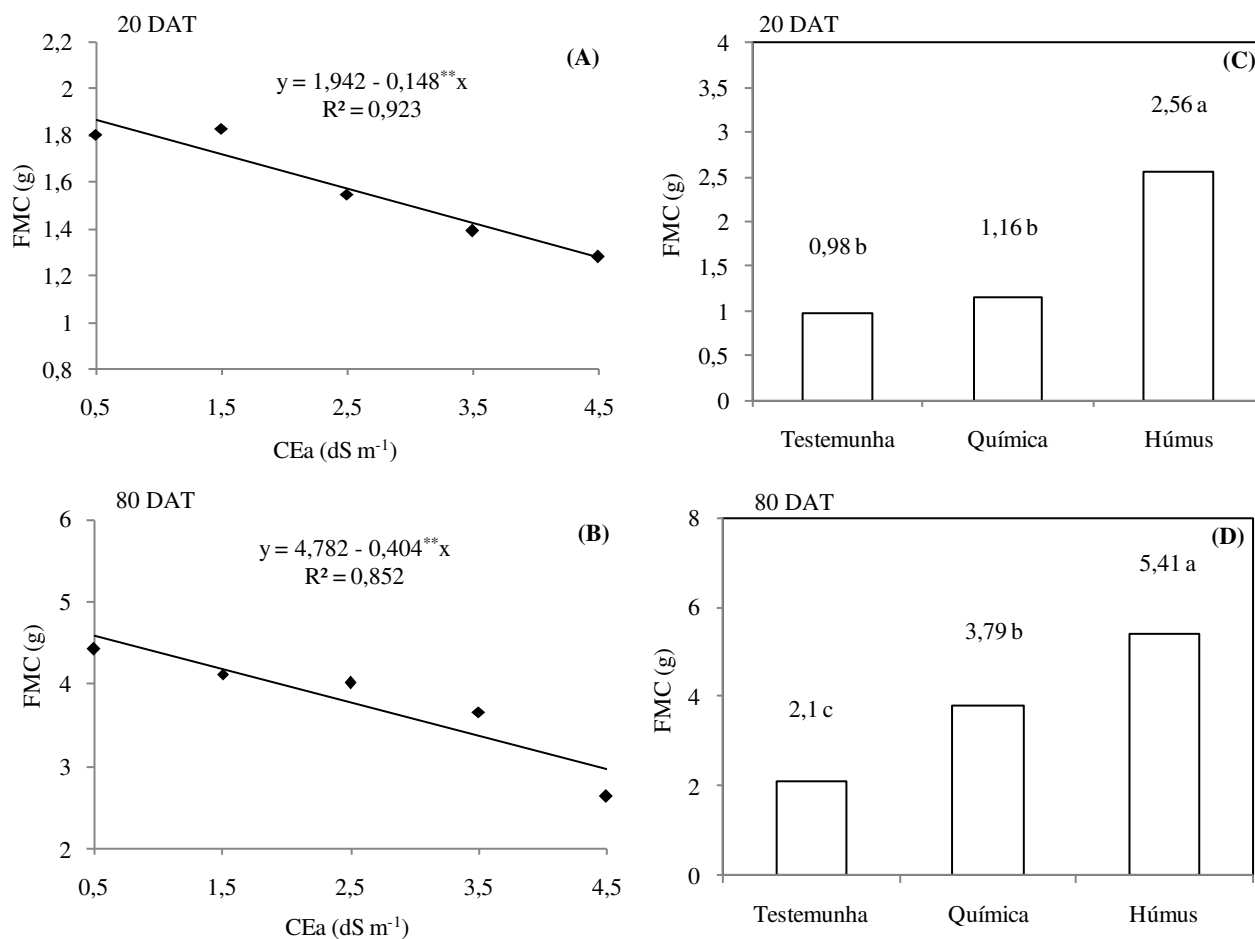 20 DAT
(A)
y = 1,942 - 0,148**x
R² = 0,923
2,2
2
1,8
1,6
1,4
1,2
1
0,8
FMC (g)
0,5 1,5 2,5 3,5 4,5
CEa (dS m-1)
20 DAT
(C)
4
3,5
3
2,5
2
1,5
1
0,5
0
FMC (g)
0,98 b
1,16 b
2,56 a
Testemunha Química Húmus
80 DAT
(B)
y = 4,782 - 0,404**x
R² = 0,852
6
5
4
3
2
FMC (g)
0,5 1,5 2,5 3,5 4,5
CEa (dS m-1)
80 DAT
(D)
8
6
4
2
0
FMC (g)
2,1 c
3,79 b
5,41 a
Testemunha Química Húmus